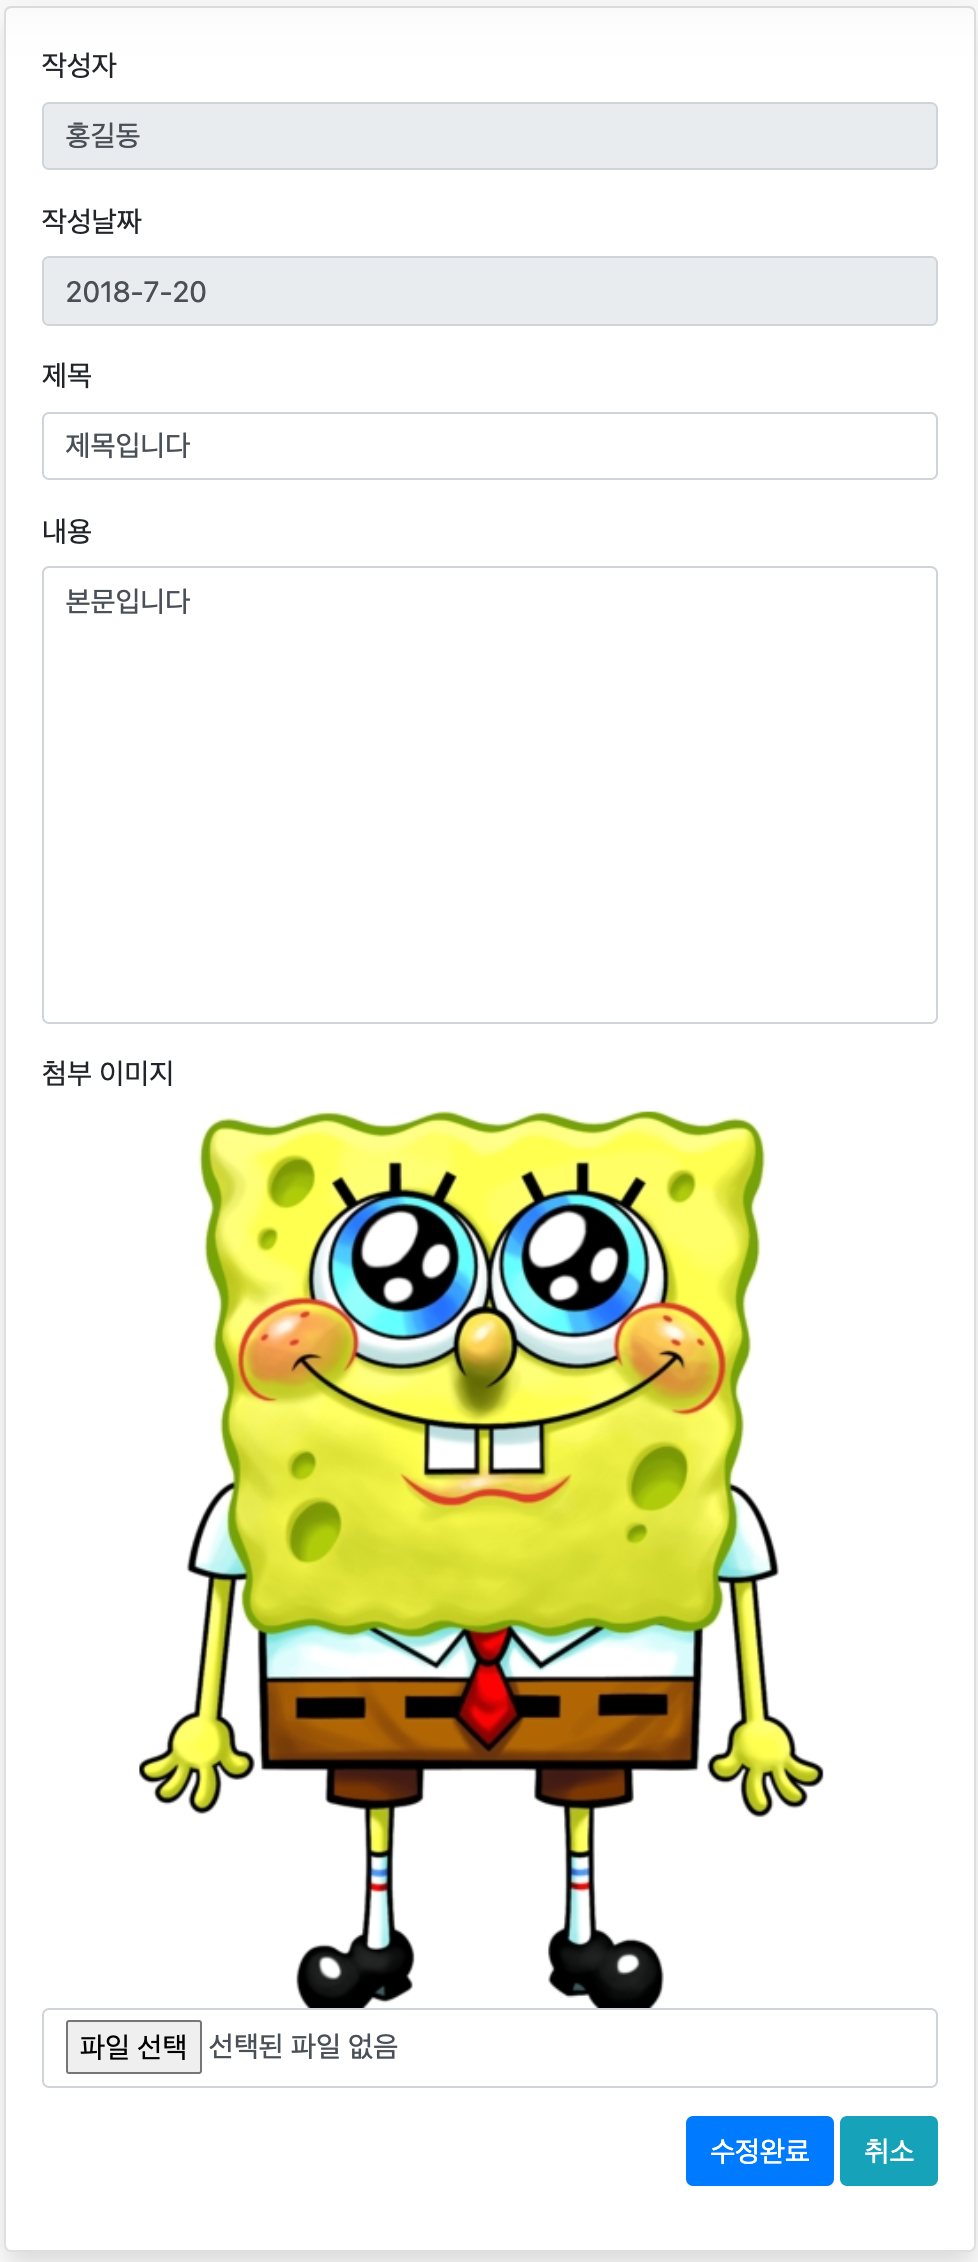 작성자
홍길동
작성날짜
2018-7-20
제목
제목입니다
내용
본문입니다
첨부 이미지
파일 선택 선택된 파일 없음
수정완료 취소